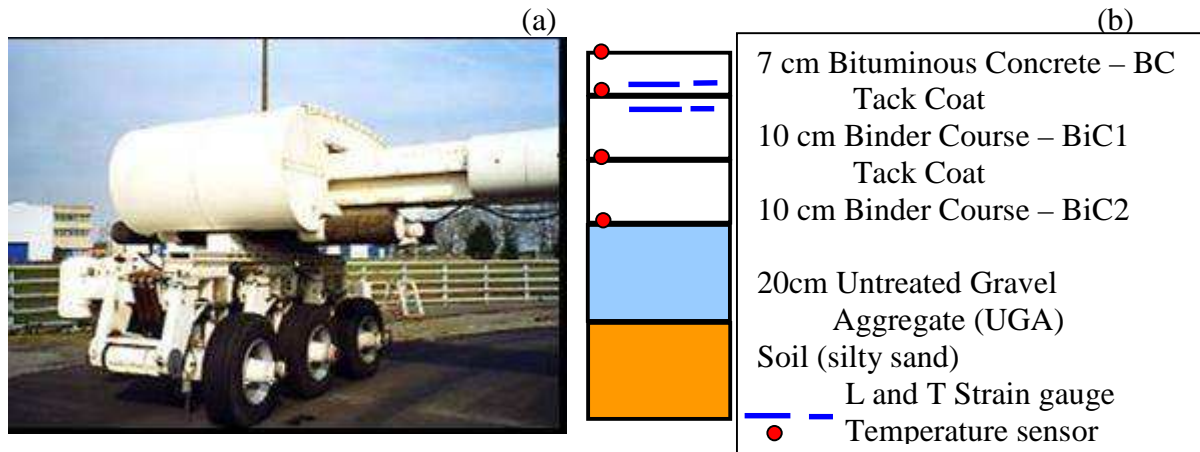 (a)
(b)
7 cm Bituminous Concrete – BC
Tack Coat
10 cm Binder Course – BiC1
Tack Coat
10 cm Binder Course – BiC2
20cm Untreated Gravel
Aggregate (UGA)
Soil (silty sand)
L and T Strain gauge
Temperature sensor